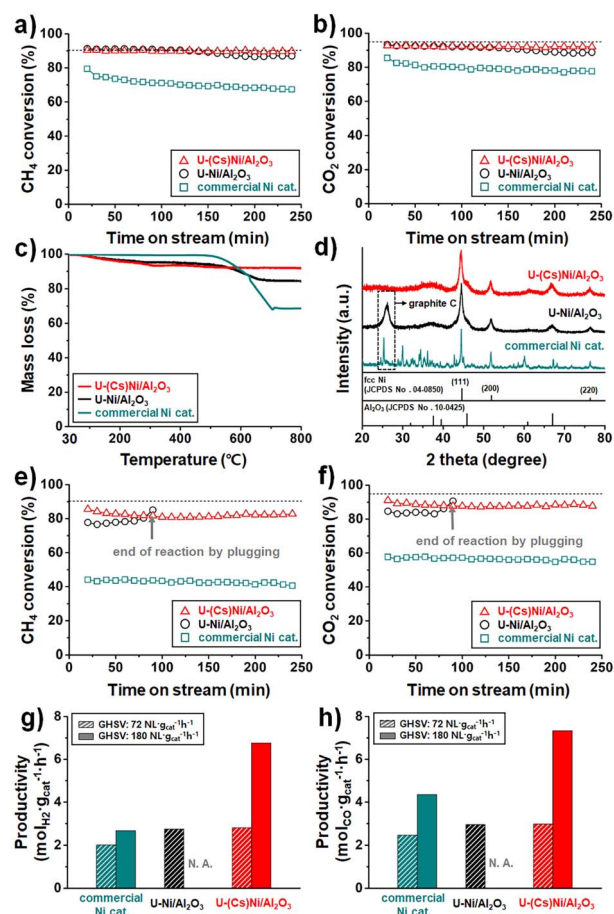 a)
CH4 conversion (%)
100
80
60
40
20
0
U-(Cs)Ni/Al2O3
U-Ni/Al2O3
commercial Ni cat.
0 50 100 150 200 250
Time on stream (min)
b)
CO2 conversion (%)
100
80
60
40
20
0
U-(Cs)Ni/Al2O3
U-Ni/Al2O3
commercial Ni cat.
0 50 100 150 200 250
Time on stream (min)
c)
Mass loss (%)
100
80
60
40
20
0
U-(Cs)Ni/Al2O3
U-Ni/Al2O3
commercial Ni cat.
30 200 400 600 800
Temperature (°C)
d)
Intensity (a.u.)
U-(Cs)Ni/Al2O3
graphite C
U-Ni/Al2O3
commercial Ni cat.
fcc Ni
(JCPDS No. 04-0850)
(111)
(200)
(220)
Al2O3 (JCPDS No. 10-0425)
20 30 40 50 60 70 80
2 theta (degree)
e)
CH4 conversion (%)
100
80
60
40
20
0
end of reaction by plugging
U-(Cs)Ni/Al2O3
U-Ni/Al2O3
commercial Ni cat.
0 50 100 150 200 250
Time on stream (min)
f)
CO2 conversion (%)
100
80
60
40
20
0
end of reaction by plugging
U-(Cs)Ni/Al2O3
U-Ni/Al2O3
commercial Ni cat.
0 50 100 150 200 250
Time on stream (min)
g)
Productivity
(molH2·gcat-1·h-1)
8
6
4
2
0
GHSV: 72 NL·gcat-1h-1
GHSV: 180 NL·gcat-1h-1
N. A.
commercial
Ni cat.
U-Ni/Al2O3
U-(Cs)Ni/Al2O3
h)
Productivity
(molCO·gcat-1·h-1)
8
6
4
2
0
GHSV: 72 NL·gcat-1h-1
GHSV: 180 NL·gcat-1h-1
N. A.
commercial
Ni cat.
U-Ni/Al2O3
U-(Cs)Ni/Al2O3